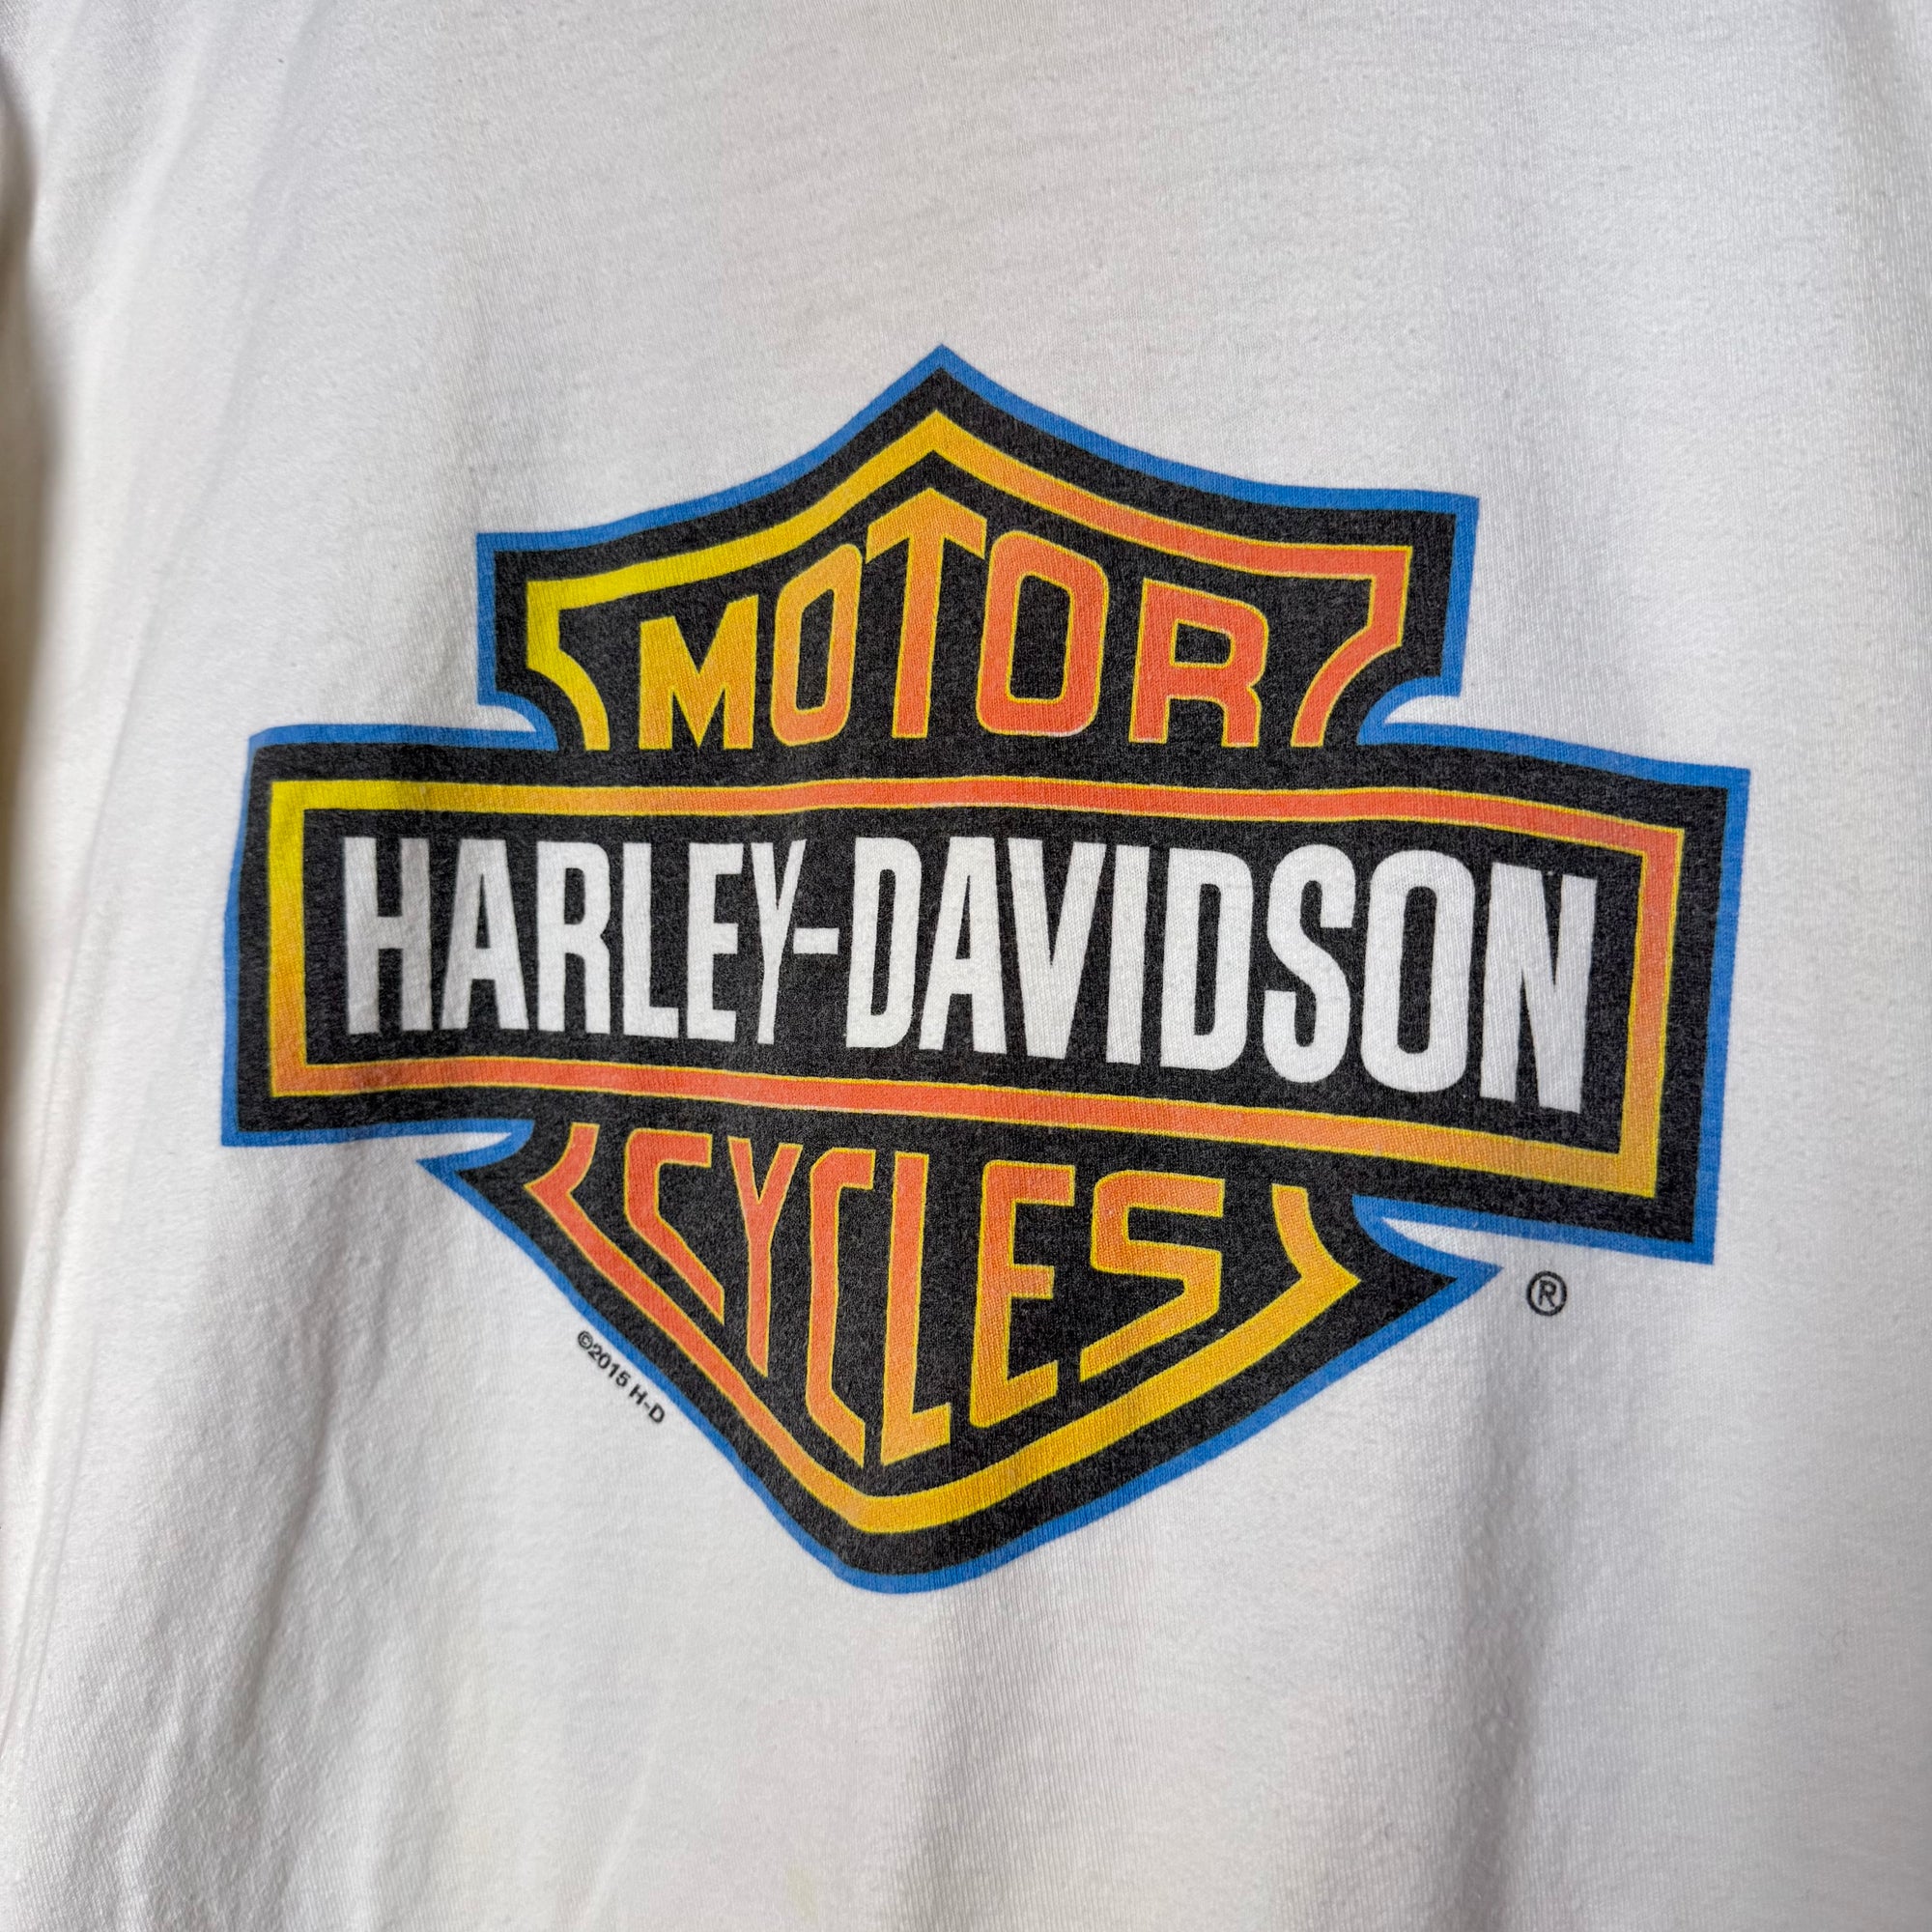 MOTOR
HARLEY-DAVIDSON
CYCLES
®
©2015 H-D